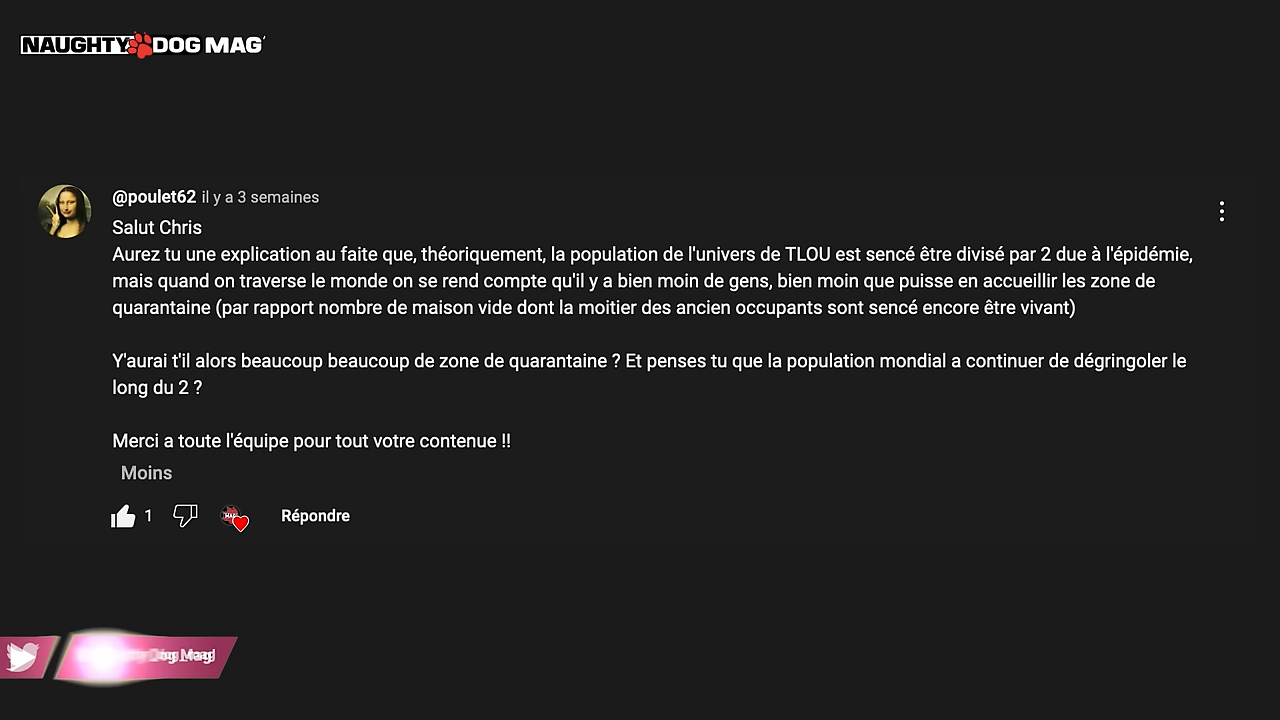 NAUGHTY DOG MAG
@poulet62 il y a 3 semaines
Salut Chris
Aurez tu une explication au faite que, théoriquement, la population de l'univers de TLOU est sencé être divisé par 2 due à l'épidémie,
mais quand on traverse le monde on se rend compte qu'il y a bien moin de gens, bien moin que puisse en accueillir les zone de
quarantaine (par rapport nombre de maison vide dont la moitier des ancien occupants sont sencé encore être vivant)
Y'aurai t'il alors beaucoup beaucoup de zone de quarantaine ? Et penses tu que la population mondial a continuer de dégringoler le
long du 2 ?
Merci a toute l'équipe pour tout votre contenue !!
Moins
1 Répondre